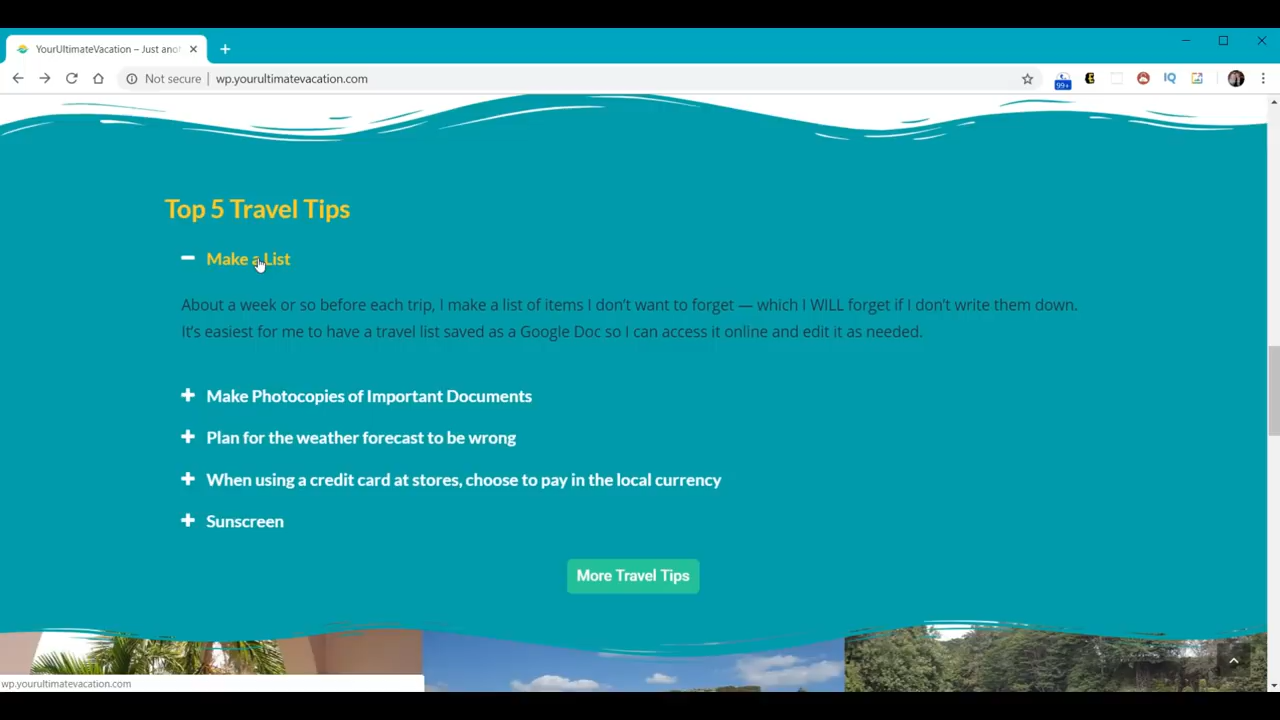 YourUltimateVacation – Just ano
Not secure
wp.yourultimatevacation.com
99+
IQ
Top 5 Travel Tips
Make a List
About a week or so before each trip, I make a list of items I don't want to forget — which I WILL forget if I don't write them down.
It's easiest for me to have a travel list saved as a Google Doc so I can access it online and edit it as needed.
Make Photocopies of Important Documents
Plan for the weather forecast to be wrong
When using a credit card at stores, choose to pay in the local currency
Sunscreen
More Travel Tips
wp.yourultimatevacation.com